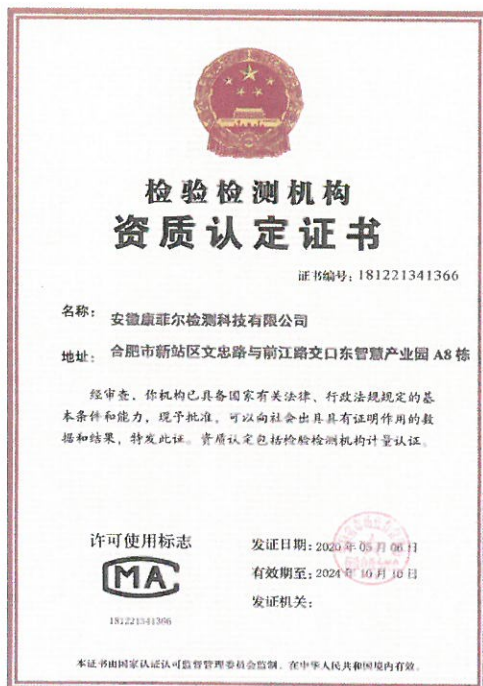 检验检测机构
资质认定证书
证书编号：181221341366
名称：安徽康菲尔检测科技有限公司
地址：合肥市新站区文忠路与前江路交口东智慧产业园 A8 栋
经审查，你机构已具备国家有关法律、行政法规规定的基
本条件和能力，现予批准，可以向社会出具具有证明作用的数
据和结果，特发此证。资质认定包括检验检测机构计量认证。
许可使用标志
MA
181221341366
发证日期：2020 年 05 月 06 日
有效期至：2024 年 10 月 10 日
发证机关：
本证书由国家认证认可监督管理委员会监制，在中华人民共和国境内有效。